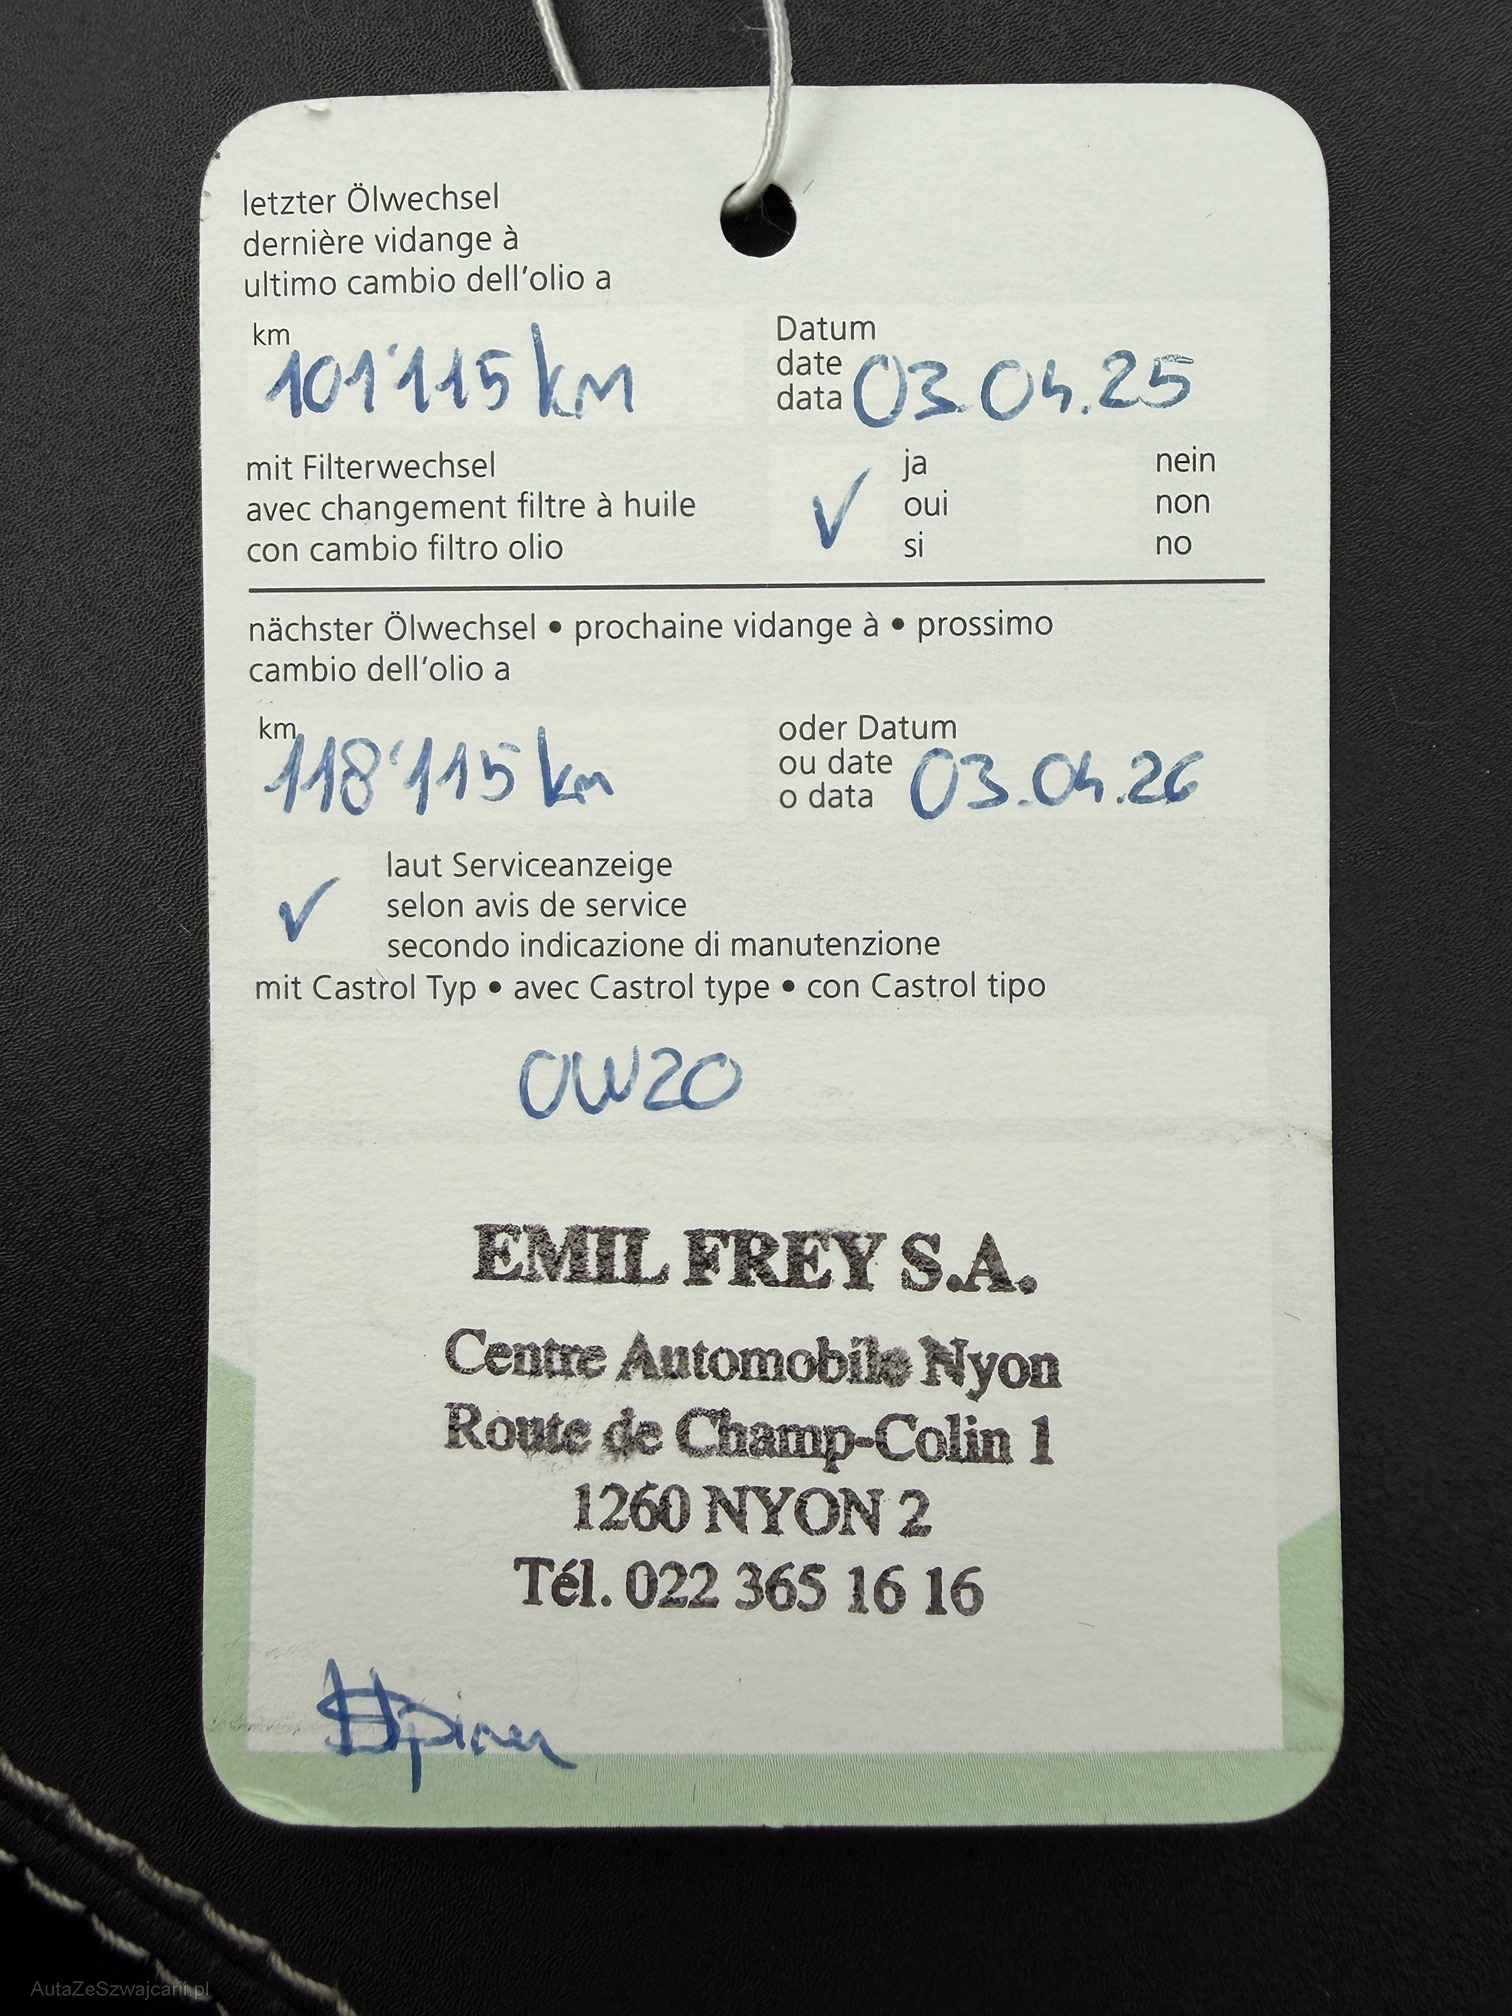 letzter Ölwechsel
dernière vidange à
ultimo cambio dell'olio a
km
101'115 km
Datum
date
data
03.04.25
mit Filterwechsel
avec changement filtre à huile
con cambio filtro olio
✓
ja
oui
si
nein
non
no
nächster Ölwechsel • prochaine vidange à • prossimo
cambio dell'olio a
km
118'115 km
oder Datum
ou date
o data
03.04.26
✓
laut Serviceanzeige
selon avis de service
secondo indicazione di manutenzione
mit Castrol Typ • avec Castrol type • con Castrol tipo
0W20
EMIL FREY S.A.
Centre Automobile Nyon
Route de Champ-Colin 1
1260 NYON 2
Tél. 022 365 16 16
AutaZeSzwajcarii.pl